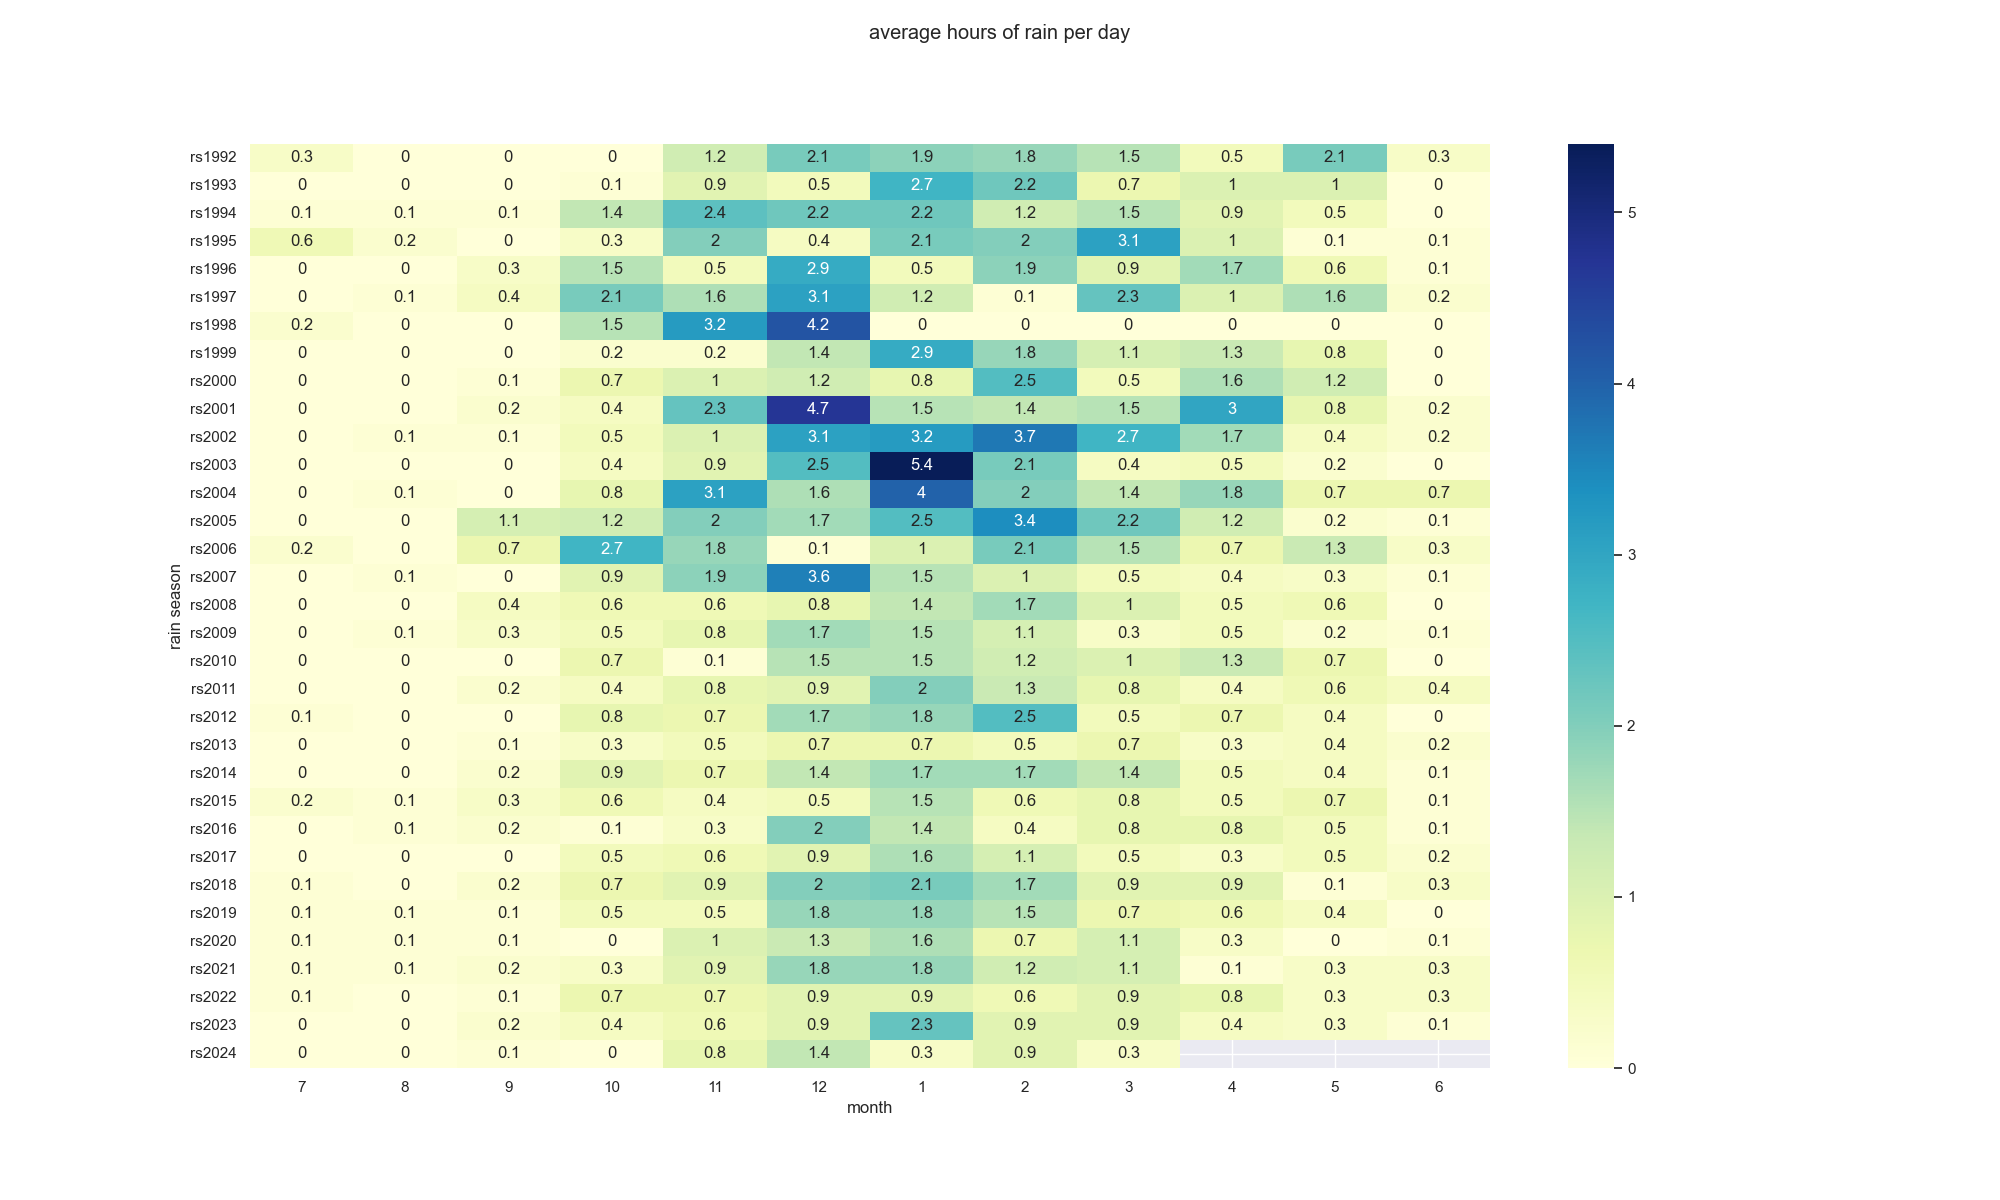 average hours of rain per day
rs1992 0.3 0 0 0 1.2 2.1 1.9 1.8 1.5 0.5 2.1 0.3
rs1993 0 0 0 0.1 0.9 0.5 2.7 2.2 0.7 1 1 0
rs1994 0.1 0.1 0.1 1.4 2.4 2.2 2.2 1.2 1.5 0.9 0.5 0
rs1995 0.6 0.2 0 0.3 2 0.4 2.1 2 3.1 1 0.1 0.1
rs1996 0 0 0.3 1.5 0.5 2.9 0.5 1.9 0.9 1.7 0.6 0.1
rs1997 0 0.1 0.4 2.1 1.6 3.1 1.2 0.1 2.3 1 1.6 0.2
rs1998 0.2 0 0 1.5 3.2 4.2 0 0 0 0 0 0
rs1999 0 0 0 0.2 0.2 1.4 2.9 1.8 1.1 1.3 0.8 0
rs2000 0 0 0.1 0.7 1 1.2 0.8 2.5 0.5 1.6 1.2 0
rs2001 0 0 0.2 0.4 2.3 4.7 1.5 1.4 1.5 3 0.8 0.2
rs2002 0 0.1 0.1 0.5 1 3.1 3.2 3.7 2.7 1.7 0.4 0.2
rs2003 0 0 0 0.4 0.9 2.5 5.4 2.1 0.4 0.5 0.2 0
rs2004 0 0.1 0 0.8 3.1 1.6 4 2 1.4 1.8 0.7 0.7
rs2005 0 0 1.1 1.2 2 1.7 2.5 3.4 2.2 1.2 0.2 0.1
rs2006 0.2 0 0.7 2.7 1.8 0.1 1 2.1 1.5 0.7 1.3 0.3
rs2007 0 0.1 0 0.9 1.9 3.6 1.5 1 0.5 0.4 0.3 0.1
rs2008 0 0 0.4 0.6 0.6 0.8 1.4 1.7 1 0.5 0.6 0
rs2009 0 0.1 0.3 0.5 0.8 1.7 1.5 1.1 0.3 0.5 0.2 0.1
rs2010 0 0 0 0.7 0.1 1.5 1.5 1.2 1 1.3 0.7 0
rs2011 0 0 0.2 0.4 0.8 0.9 2 1.3 0.8 0.4 0.6 0.4
rs2012 0.1 0 0 0.8 0.7 1.7 1.8 2.5 0.5 0.7 0.4 0
rs2013 0 0 0.1 0.3 0.5 0.7 0.7 0.5 0.7 0.3 0.4 0.2
rs2014 0 0 0.2 0.9 0.7 1.4 1.7 1.7 1.4 0.5 0.4 0.1
rs2015 0.2 0.1 0.3 0.6 0.4 0.5 1.5 0.6 0.8 0.5 0.7 0.1
rs2016 0 0.1 0.2 0.1 0.3 2 1.4 0.4 0.8 0.8 0.5 0.1
rs2017 0 0 0 0.5 0.6 0.9 1.6 1.1 0.5 0.3 0.5 0.2
rs2018 0.1 0 0.2 0.7 0.9 2 2.1 1.7 0.9 0.9 0.1 0.3
rs2019 0.1 0.1 0.1 0.5 0.5 1.8 1.8 1.5 0.7 0.6 0.4 0
rs2020 0.1 0.1 0.1 0 1 1.3 1.6 0.7 1.1 0.3 0 0.1
rs2021 0.1 0.1 0.2 0.3 0.9 1.8 1.8 1.2 1.1 0.1 0.3 0.3
rs2022 0.1 0 0.1 0.7 0.7 0.9 0.9 0.6 0.9 0.8 0.3 0.3
rs2023 0 0 0.2 0.4 0.6 0.9 2.3 0.9 0.9 0.4 0.3 0.1
rs2024 0 0 0.1 0 0.8 1.4 0.3 0.9 0.3
7 8 9 10 11 12 1 2 3 4 5 6
month
rain season
5
4
3
2
1
0